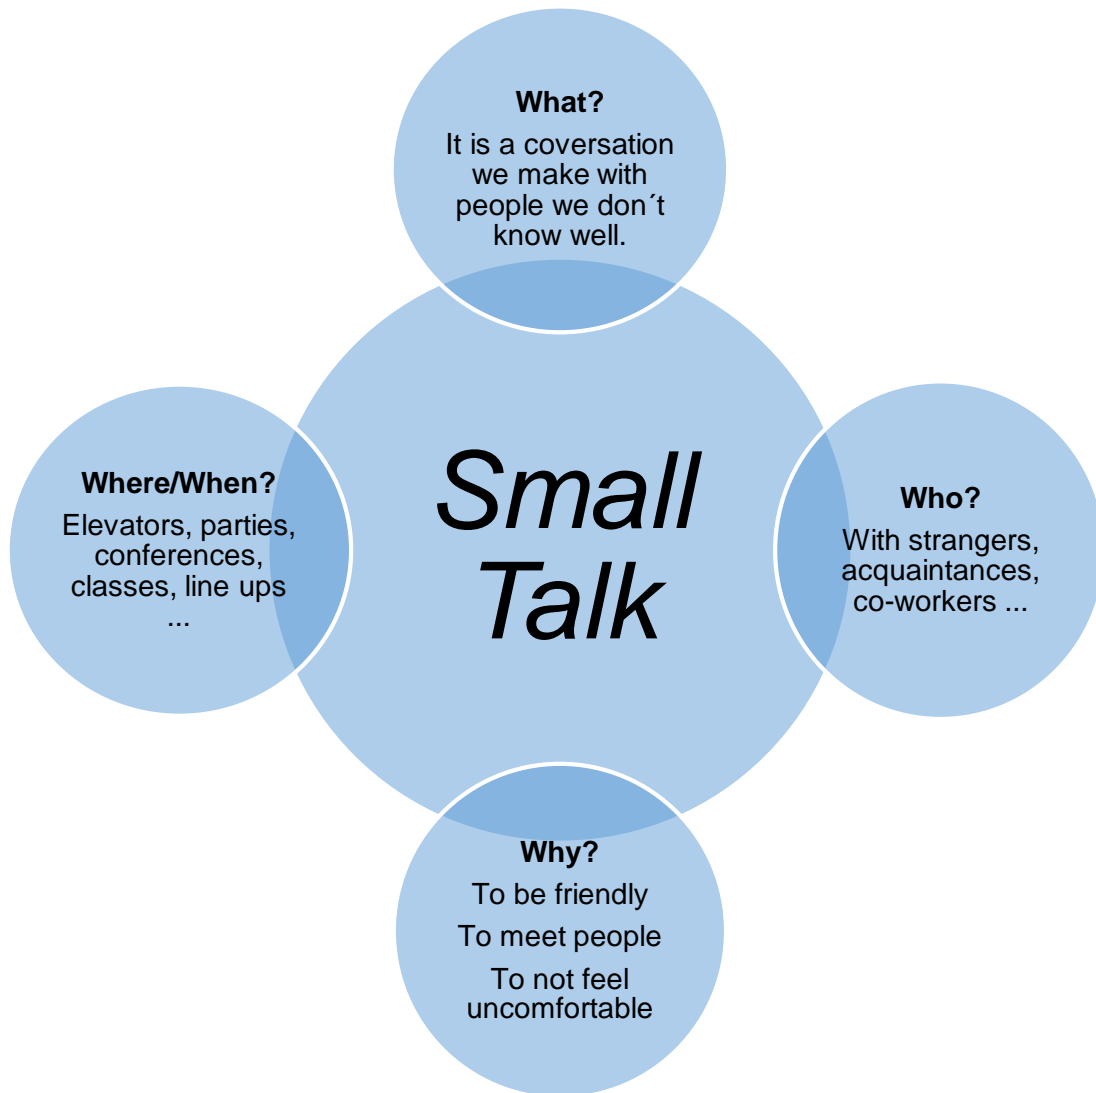 What?
It is a coversation
we make with
people we don´t
know well.
Where/When?
Elevators, parties,
conferences,
classes, line ups
...
Small
Talk
Who?
With strangers,
acquaintances,
co-workers ...
Why?
To be friendly
To meet people
To not feel
uncomfortable